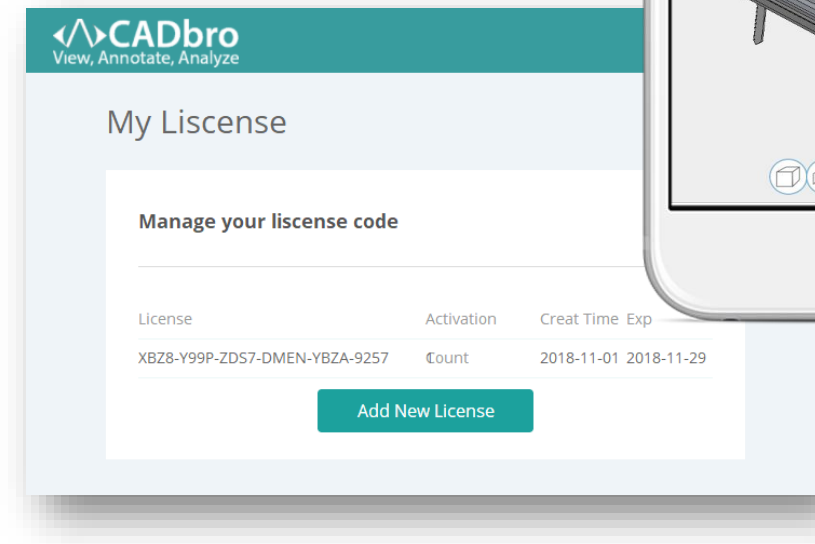 CADbro
View, Annotate, Analyze
My Liscense
Manage your liscense code
License Activation Creat Time Exp
XBZ8-Y99P-ZDS7-DMEN-YBZA-9257 Count 2018-11-01 2018-11-29
Add New License